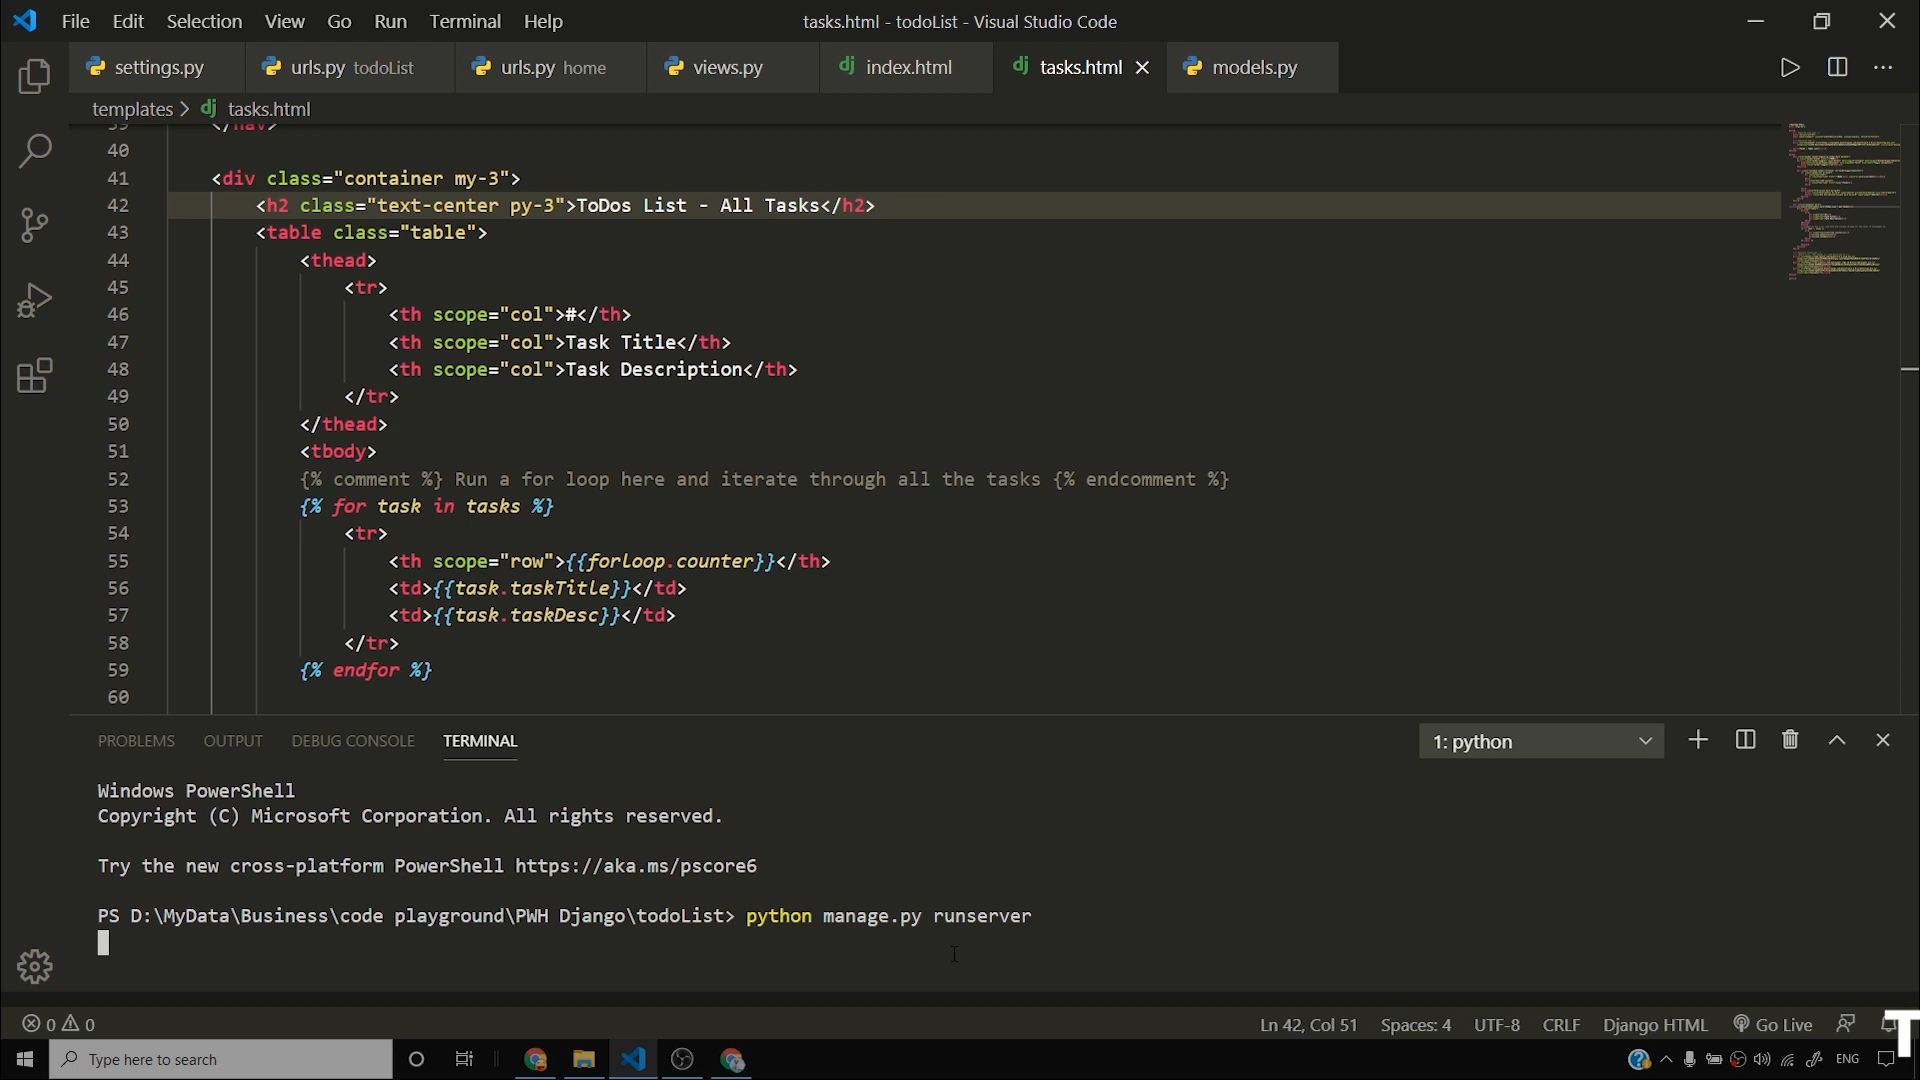 File Edit Selection View Go Run Terminal Help tasks.html - todoList - Visual Studio Code
settings.py urls.py todoList urls.py home views.py index.html tasks.html models.py
templates > tasks.html
39 </nav>
40
41 <div class="container my-3">
42 <h2 class="text-center py-3">ToDos List - All Tasks</h2>
43 <table class="table">
44 <thead>
45 <tr>
46 <th scope="col">#</th>
47 <th scope="col">Task Title</th>
48 <th scope="col">Task Description</th>
49 </tr>
50 </thead>
51 <tbody>
52 {% comment %} Run a for loop here and iterate through all the tasks {% endcomment %}
53 {% for task in tasks %}
54 <tr>
55 <th scope="row">{{forloop.counter}}</th>
56 <td>{{task.taskTitle}}</td>
57 <td>{{task.taskDesc}}</td>
58 </tr>
59 {% endfor %}
60
PROBLEMS OUTPUT DEBUG CONSOLE TERMINAL 1: python
Windows PowerShell
Copyright (C) Microsoft Corporation. All rights reserved.
Try the new cross-platform PowerShell https://aka.ms/pscore6
PS D:\MyData\Business\code playground\PWH Django\todoList> python manage.py runserver
0 0 Ln 42, Col 51 Spaces: 4 UTF-8 CRLF Django HTML Go Live
Type here to search ENG
T